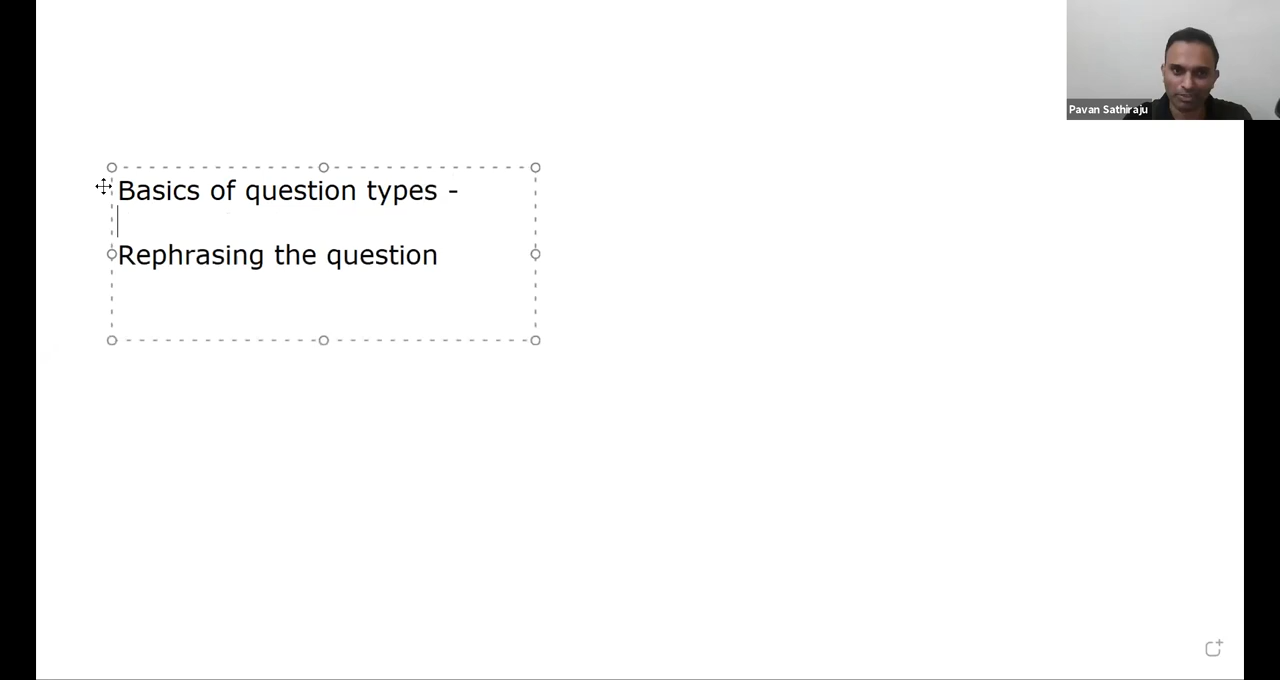 Pavan Sathiraju
Basics of question types -
Rephrasing the question